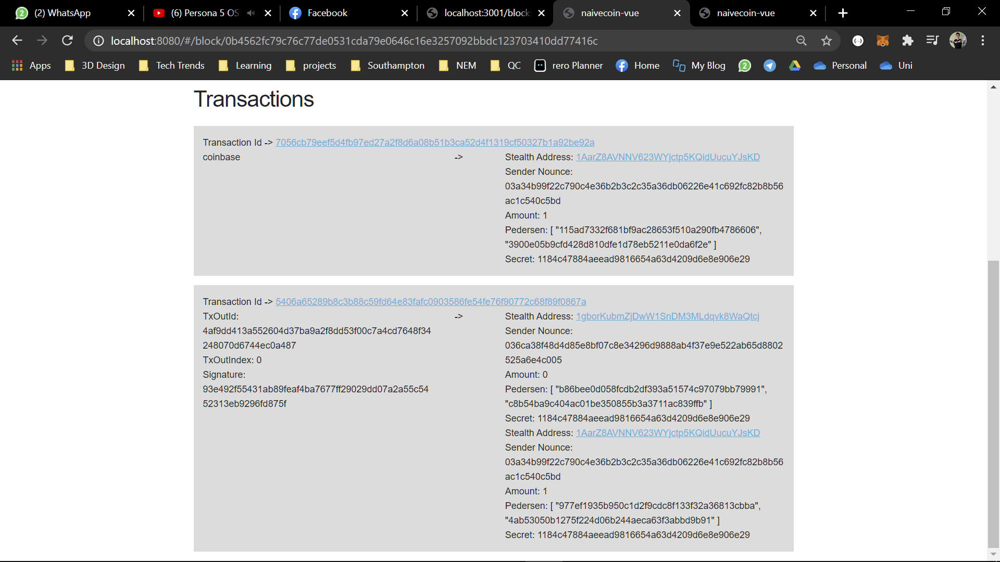 (2) WhatsApp
(6) Persona 5 OS
Facebook
localhost:3001/block
naivecoin-vue
naivecoin-vue
localhost:8080/#/block/0b4562fc79c76c77de0531cda79e0646c16e3257092bbdc123703410dd77416c
Apps 3D Design Tech Trends Learning projects Southampton NEM QC rero Planner Home My Blog Personal Uni
Transactions
Transaction Id -> 7056cb79eef5d4fb97ed27a2f8d6a08b51b3ca52d4f1319cf50327b1a92be92a
coinbase
->
Stealth Address: 1AarZ8AVNNV623WYjctp5KQidUucuYJsKD
Sender Nounce:
03a34b99f22c790c4e36b2b3c2c35a36db06226e41c692fc82b8b56
ac1c540c5bd
Amount: 1
Pedersen: [ "115ad7332f681bf9ac28653f510a290fb4786606",
"3900e05b9cfd428d810dfe1d78eb5211e0da6f2e" ]
Secret: 1184c47884aeead9816654a63d4209d6e8e906e29
Transaction Id -> 5406a65289b8c3b88c59fd64e83fafc0903586fe54fe76f90772c68f89f0867a
TxOutId:
4af9dd413a552604d37ba9a2f8dd53f00c7a4cd7648f34
248070d6744ec0a487
TxOutIndex: 0
Signature:
93e492f55431ab89feaf4ba7677ff29029dd07a2a55c54
52313eb9296fd875f
->
Stealth Address: 1gborKubmZjDwW1SnDM3MLdqvk8WaQtcj
Sender Nounce:
036ca38f48d4d85e8bf07c8e34296d9888ab4f37e9e522ab65d8802
525a6e4c005
Amount: 0
Pedersen: [ "b86bee0d058fcdb2df393a51574c97079bb79991",
"c8b54ba9c404ac01be350855b3a3711ac839ffb" ]
Secret: 1184c47884aeead9816654a63d4209d6e8e906e29
Stealth Address: 1AarZ8AVNNV623WYjctp5KQidUucuYJsKD
Sender Nounce:
03a34b99f22c790c4e36b2b3c2c35a36db06226e41c692fc82b8b56
ac1c540c5bd
Amount: 1
Pedersen: [ "977ef1935b950c1d2f9cdc8f133f32a36813cbba",
"4ab53050b1275f224d06b244aeca63f3abbd9b91" ]
Secret: 1184c47884aeead9816654a63d4209d6e8e906e29